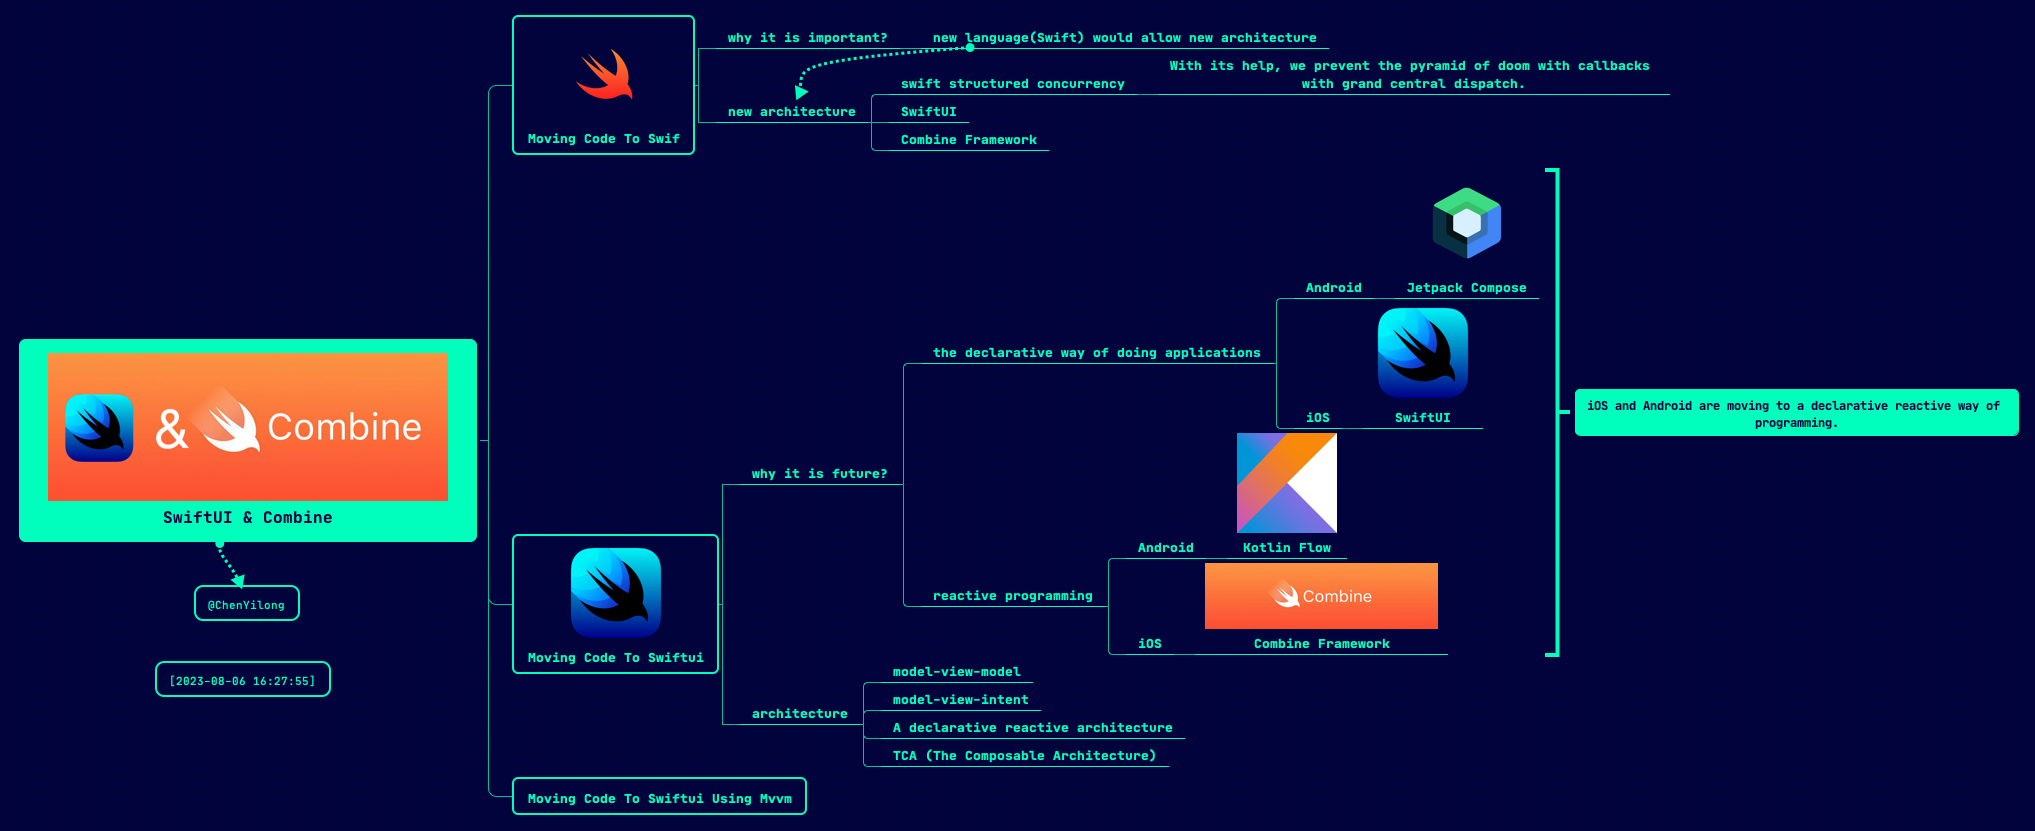 & Combine
SwiftUI & Combine
@ChenYilong
[2023-08-06 16:27:55]
Moving Code To Swif
why it is important?
new language(Swift) would allow new architecture
new architecture
swift structured concurrency
With its help, we prevent the pyramid of doom with callbacks
with grand central dispatch.
SwiftUI
Combine Framework
Moving Code To Swiftui
why it is future?
the declarative way of doing applications
Android
Jetpack Compose
iOS
SwiftUI
reactive programming
Android
Kotlin Flow
iOS
Combine
Combine Framework
architecture
model-view-model
model-view-intent
A declarative reactive architecture
TCA (The Composable Architecture)
iOS and Android are moving to a declarative reactive way of
programming.
Moving Code To Swiftui Using Mvvm